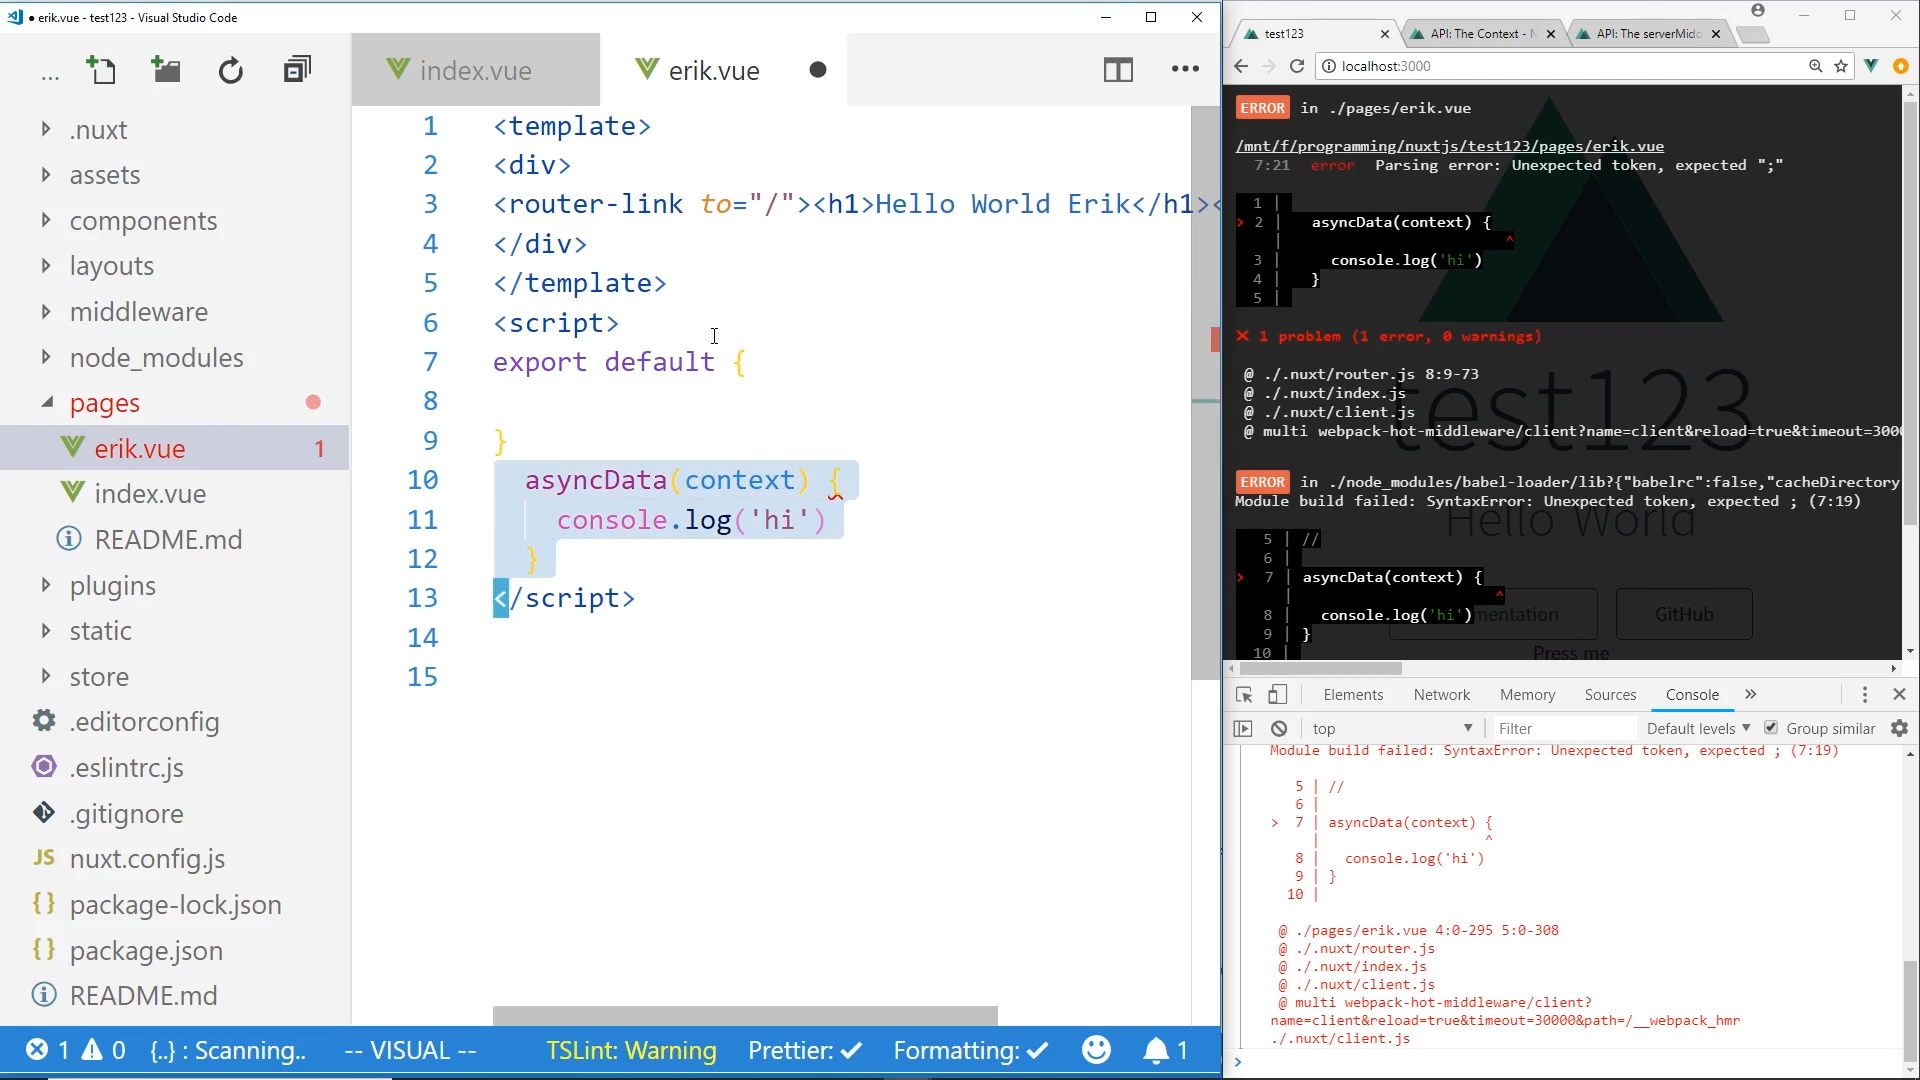 erik.vue - test123 - Visual Studio Code
index.vue
erik.vue
...
.nuxt
assets
components
layouts
middleware
node_modules
pages
erik.vue 1
index.vue
README.md
plugins
static
store
.editorconfig
.eslintrc.js
.gitignore
JS nuxt.config.js
{ } package-lock.json
{ } package.json
README.md
1 <template>
2 <div>
3 <router-link to="/"><h1>Hello World Erik</h1><
4 </div>
5 </template>
6 <script>
7 export default {
8
9 }
10 asyncData(context) {
11 console.log('hi')
12 }
13 </script>
14
15
1 0 {..} : Scanning.. -- VISUAL -- TSLint: Warning Prettier: ✓ Formatting: ✓ 1
test123
API: The Context - N
API: The serverMidd
localhost:3000
ERROR in ./pages/erik.vue
/mnt/f/programming/nuxtjs/test123/pages/erik.vue
7:21 error Parsing error: Unexpected token, expected ";"
1 |
> 2 | asyncData(context) {
| ^
3 | console.log('hi')
4 | }
5 |
✕ 1 problem (1 error, 0 warnings)
@ ./.nuxt/router.js 8:9-73
@ ./.nuxt/index.js
@ ./.nuxt/client.js
@ multi webpack-hot-middleware/client?name=client&reload=true&timeout=3000
test123
ERROR in ./node_modules/babel-loader/lib?{"babelrc":false,"cacheDirectory
Module build failed: SyntaxError: Unexpected token, expected ; (7:19)
Hello World
5 | //
6 |
> 7 | asyncData(context) {
| ^
8 | console.log('hi')
9 | }
10 |
mentation
GitHub
Press me
Elements Network Memory Sources Console »
top Filter Default levels ▼ Group similar
Module build failed: SyntaxError: Unexpected token, expected ; (7:19)
5 | //
6 |
> 7 | asyncData(context) {
| ^
8 | console.log('hi')
9 | }
10 |
@ ./pages/erik.vue 4:0-295 5:0-308
@ ./.nuxt/router.js
@ ./.nuxt/index.js
@ ./.nuxt/client.js
@ multi webpack-hot-middleware/client?
name=client&reload=true&timeout=30000&path=/__webpack_hmr
./.nuxt/client.js
>